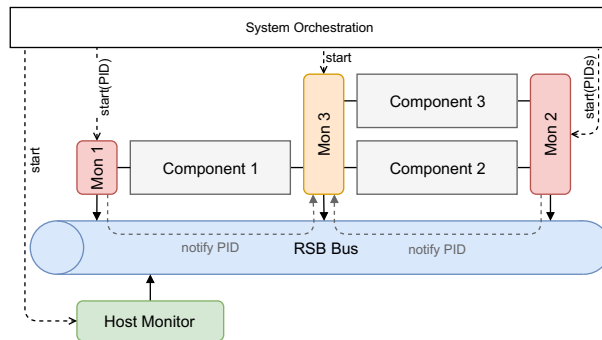 System Orchestration
start
start(PID)
start
start(PIDs)
Mon 1
Component 1
Mon 3
Component 3
Component 2
Mon 2
notify PID
RSB Bus
notify PID
Host Monitor